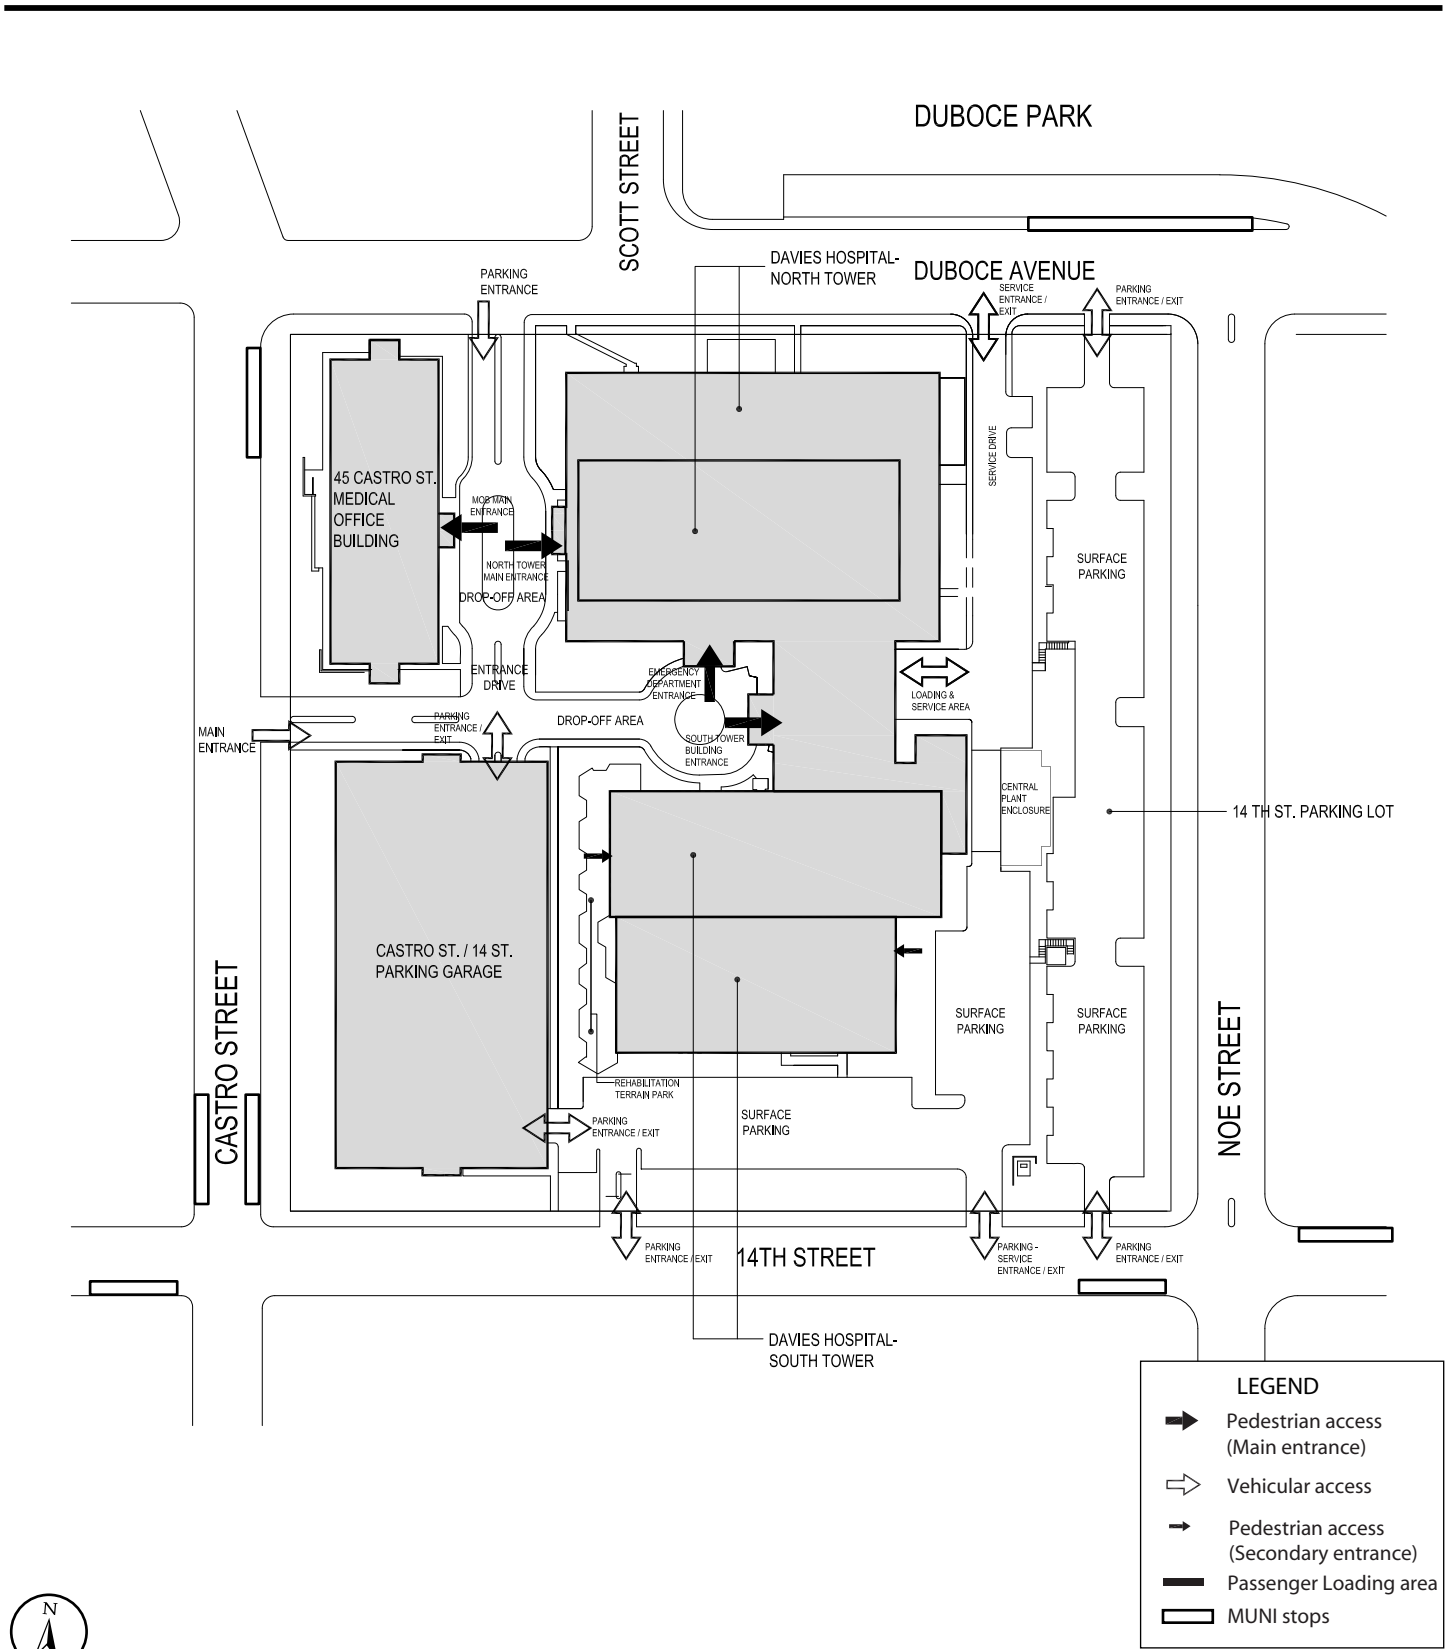 DUBOCE PARK
SCOTT STREET
DAVIES HOSPITAL-
NORTH TOWER
DUBOCE AVENUE
PARKING
ENTRANCE
SERVICE
ENTRANCE /
EXIT
PARKING
ENTRANCE / EXIT
SERVICE DRIVE
45 CASTRO ST.
MEDICAL
OFFICE
BUILDING
MOB MAIN
ENTRANCE
NORTH TOWER
MAIN ENTRANCE
DROP-OFF AREA
SURFACE
PARKING
ENTRANCE
DRIVE
EMERGENCY
DEPARTMENT
ENTRANCE
LOADING &
SERVICE AREA
MAIN
ENTRANCE
PARKING
ENTRANCE /
EXIT
DROP-OFF AREA
SOUTH TOWER
BUILDING
ENTRANCE
CENTRAL
PLANT
ENCLOSURE
14 TH ST. PARKING LOT
CASTRO ST. / 14 ST.
PARKING GARAGE
CASTRO STREET
SURFACE
PARKING
SURFACE
PARKING
NOE STREET
REHABILITATION
TERRAIN PARK
PARKING
ENTRANCE / EXIT
SURFACE
PARKING
PARKING
ENTRANCE / EXIT
14TH STREET
PARKING -
SERVICE
ENTRANCE / EXIT
PARKING
ENTRANCE / EXIT
DAVIES HOSPITAL-
SOUTH TOWER
LEGEND
Pedestrian access
(Main entrance)
Vehicular access
Pedestrian access
(Secondary entrance)
Passenger Loading area
MUNI stops
N